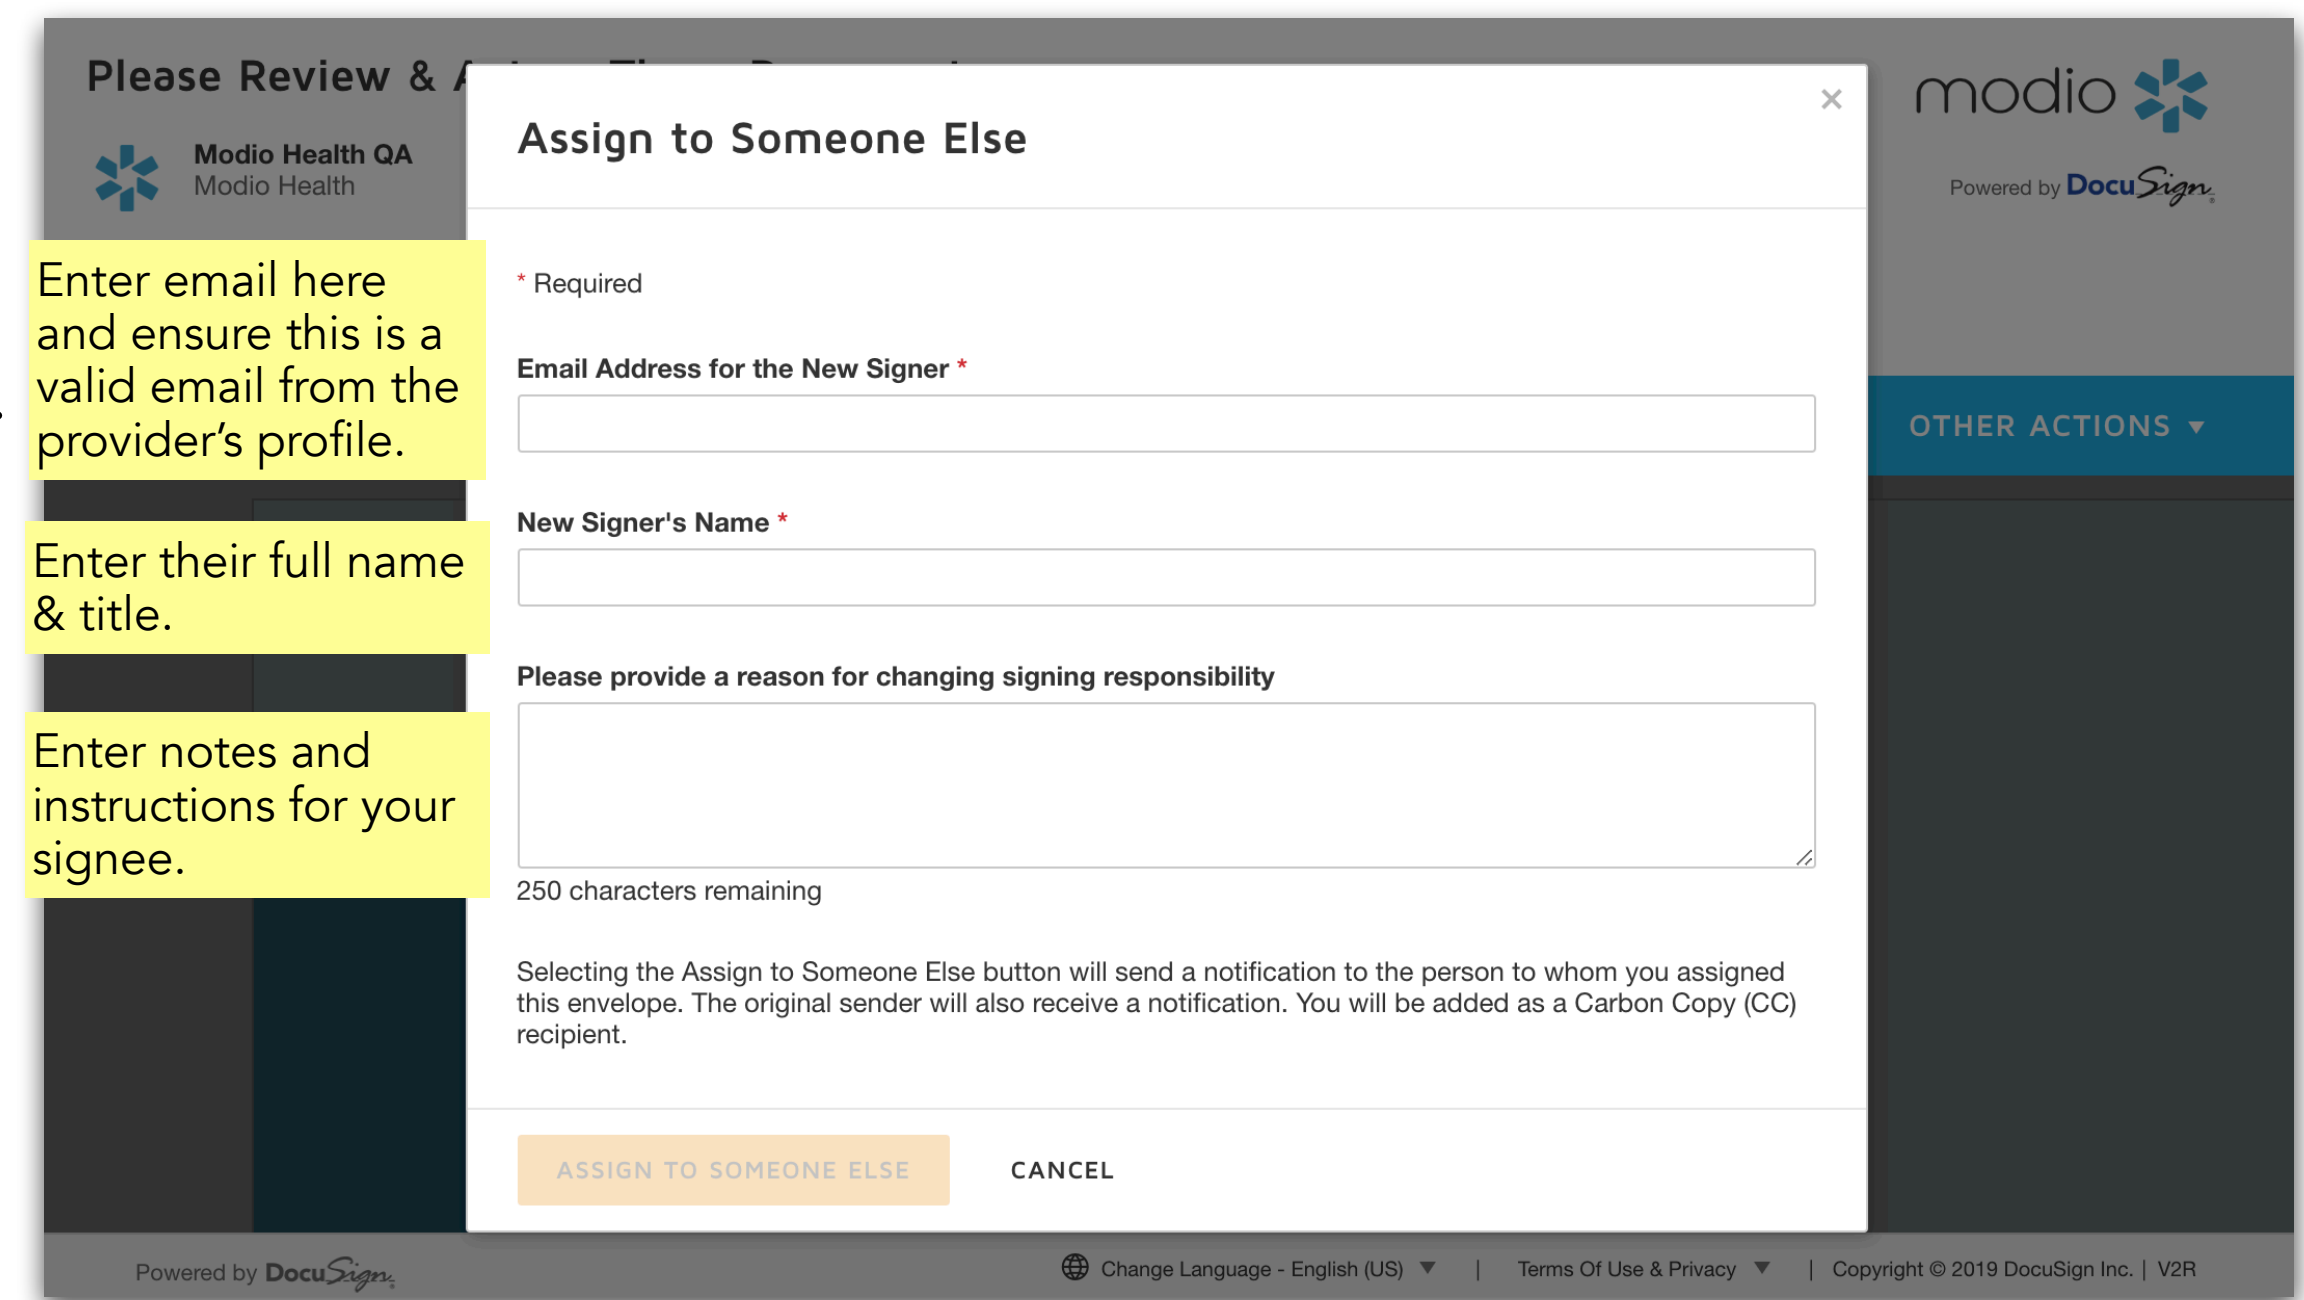 Please Review & A
modio
Modio Health QA
Modio Health
Powered by DocuSign
Assign to Someone Else
×
Enter email here
and ensure this is a
valid email from the
provider’s profile.
* Required
Email Address for the New Signer *
OTHER ACTIONS ▼
New Signer's Name *
Enter their full name
& title.
Please provide a reason for changing signing responsibility
Enter notes and
instructions for your
signee.
250 characters remaining
Selecting the Assign to Someone Else button will send a notification to the person to whom you assigned
this envelope. The original sender will also receive a notification. You will be added as a Carbon Copy (CC)
recipient.
ASSIGN TO SOMEONE ELSE
CANCEL
Powered by DocuSign
Change Language - English (US) ▼ | Terms Of Use & Privacy ▼ | Copyright © 2019 DocuSign Inc. | V2R